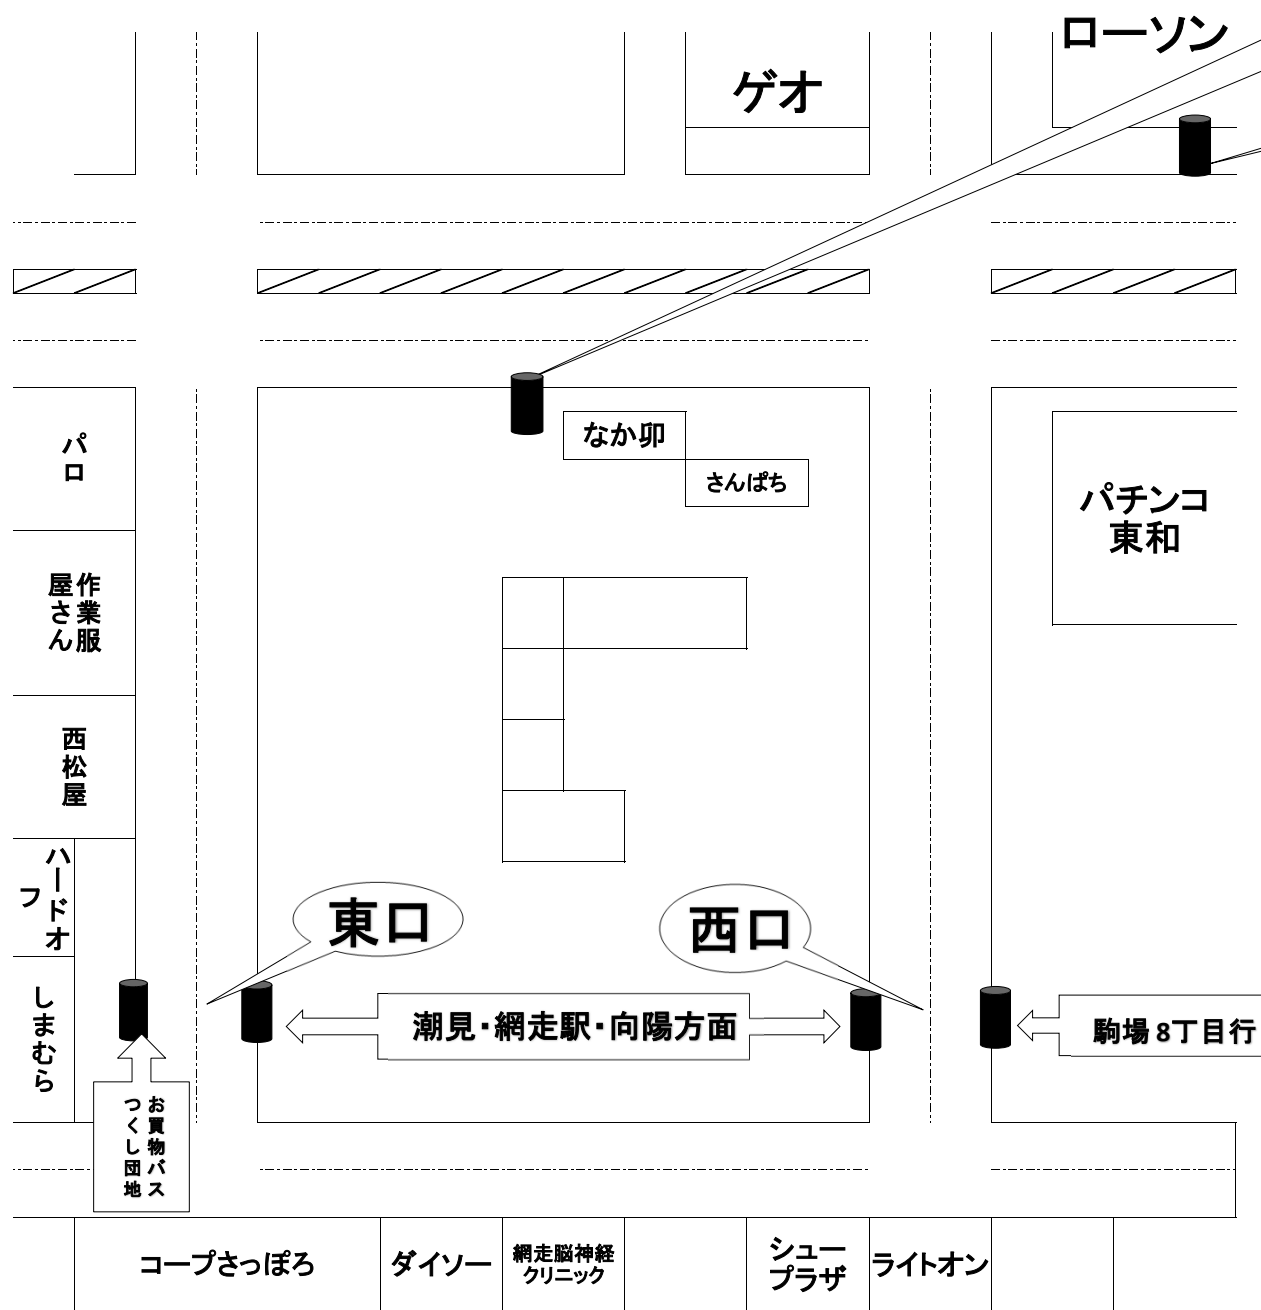 ローソン
ゲオ
なか卯
さんぱち
パロ
パチンコ
東和
作業服
屋さん
西松屋
ハードオ
フ
しまむら
東口
西口
潮見・網走駅・向陽方面
駒場8丁目行
お買物バス
つくし団地
コープさっぽろ
ダイソー
網走脳神経
クリニック
シュー
プラザ
ライトオン